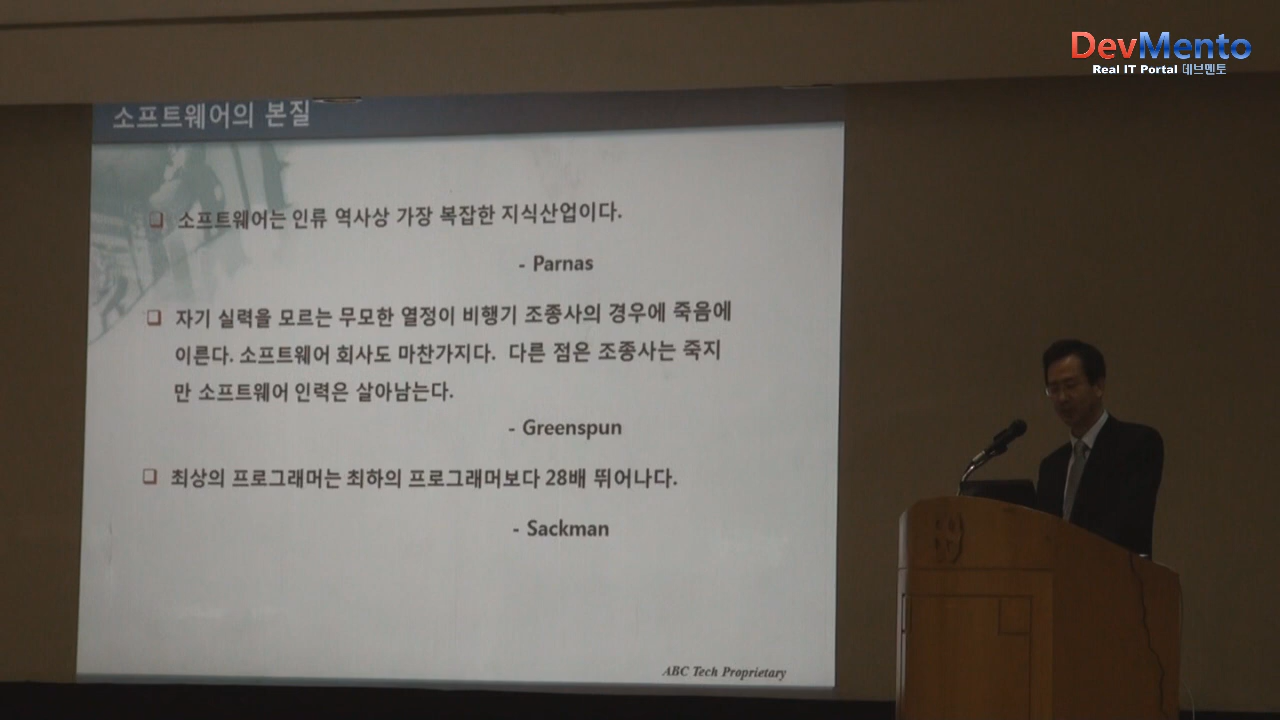 DevMento
Real IT Portal 데브멘토
소프트웨어의 본질
소프트웨어는 인류 역사상 가장 복잡한 지식산업이다.
- Parnas
자기 실력을 모르는 무모한 열정이 비행기 조종사의 경우에 죽음에
이른다. 소프트웨어 회사도 마찬가지다. 다른 점은 조종사는 죽지
만 소프트웨어 인력은 살아남는다.
- Greenspun
최상의 프로그래머는 최하의 프로그래머보다 28배 뛰어나다.
- Sackman
ABC Tech Proprietary